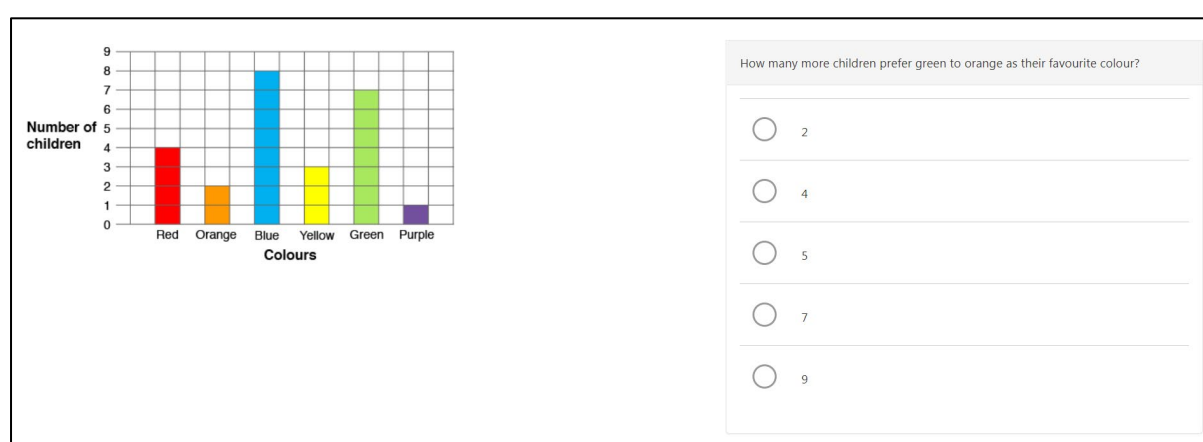 9
8
7
6
Number of 5
children 4
3
2
1
0
Red Orange Blue Yellow Green Purple
Colours
How many more children prefer green to orange as their favourite colour?
2
4
5
7
9